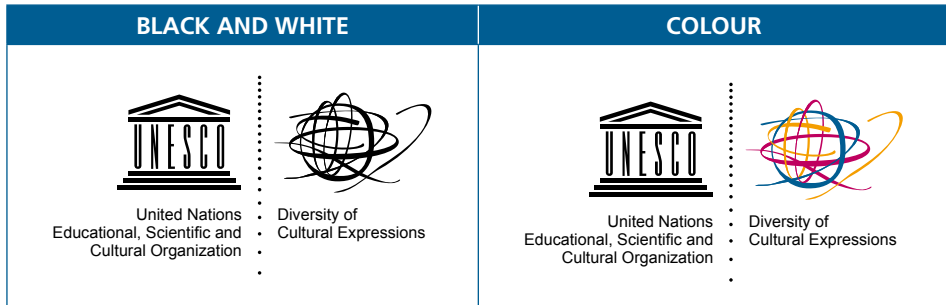 BLACK AND WHITE
UNESCO
United Nations
Educational, Scientific and
Cultural Organization
Diversity of
Cultural Expressions
COLOUR
UNESCO
United Nations
Educational, Scientific and
Cultural Organization
Diversity of
Cultural Expressions